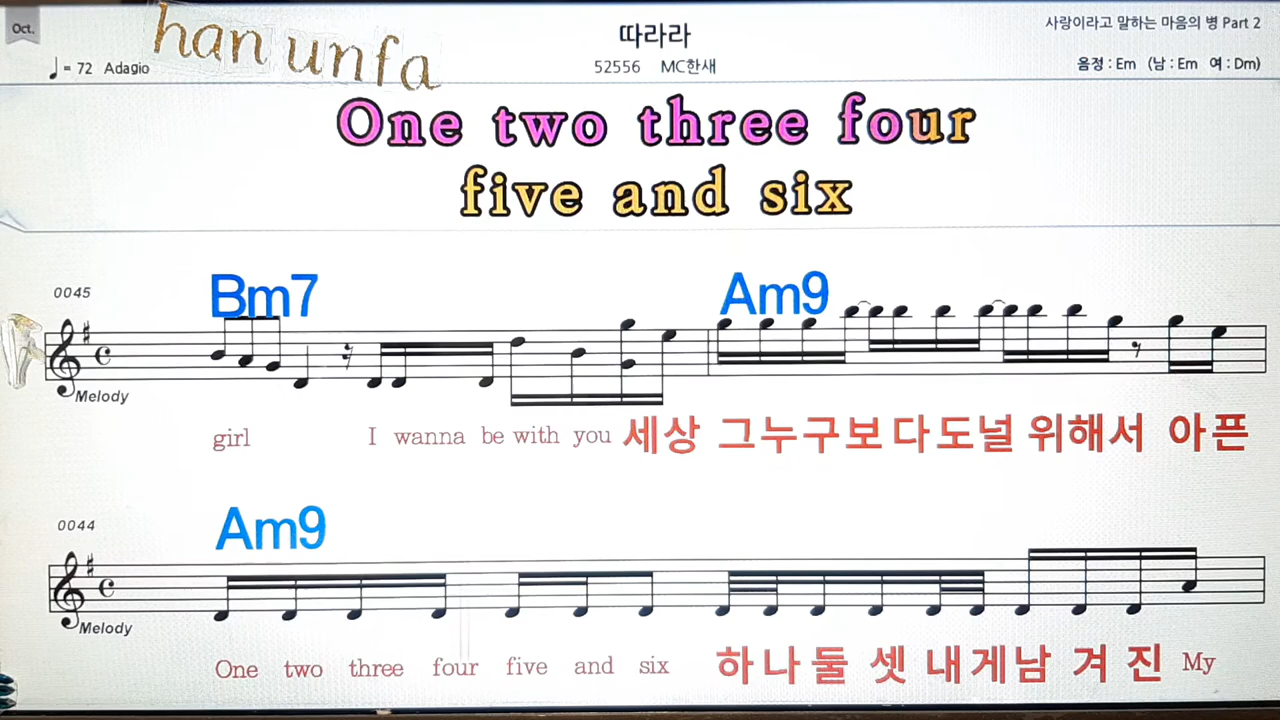 Oct.
han unfa
따라라
사랑이라고 말하는 마음의 병 Part 2
♩= 72 Adagio
52556 MC한새
음정 : Em (남 : Em 여 : Dm)
One two three four
five and six
0045
Bm7 Am9
Melody
girl I wanna be with you 세상 그누구보다도널 위해서 아픈
0044
Am9
Melody
One two three four five and six 하나둘 셋 내게남 겨 진 My